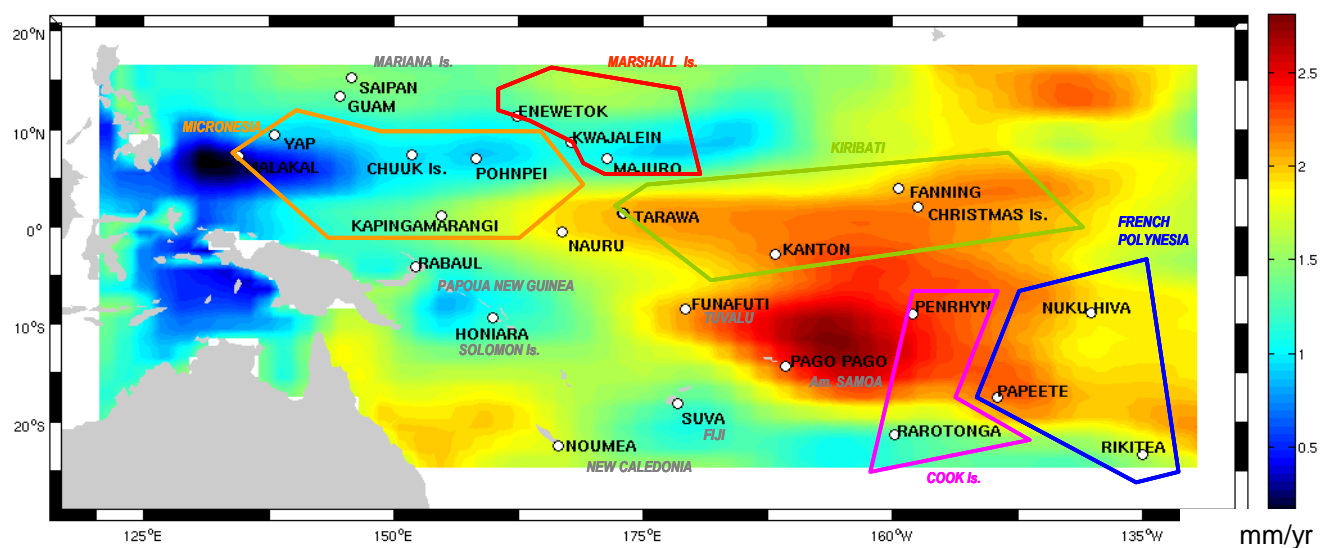 20°N
10°N
0°
10°S
20°S
125°E
150°E
175°E
160°W
135°W
MARIANA Is.
SAIPAN
GUAM
MARSHALL Is.
ENEWETOK
KWAJALEIN
MAJURO
MICRONESIA
YAP
MALAKAL
CHUUK Is.
POHNPEI
KAPINGAMARANGI
KIRIBATI
FANNING
CHRISTMAS Is.
TARAWA
NAURU
KANTON
FRENCH
POLYNESIA
RABAUL
PAPOUA NEW GUINEA
HONIARA
SOLOMON Is.
FUNAFUTI
TUVALU
PENRHYN
NUKU-HIVA
PAGO PAGO
Am. SAMOA
PAPEETE
SUVA
FIJI
RAROTONGA
RIKITEA
NOUMEA
NEW CALEDONIA
COOK Is.
2.5
2
1.5
1
0.5
mm/yr